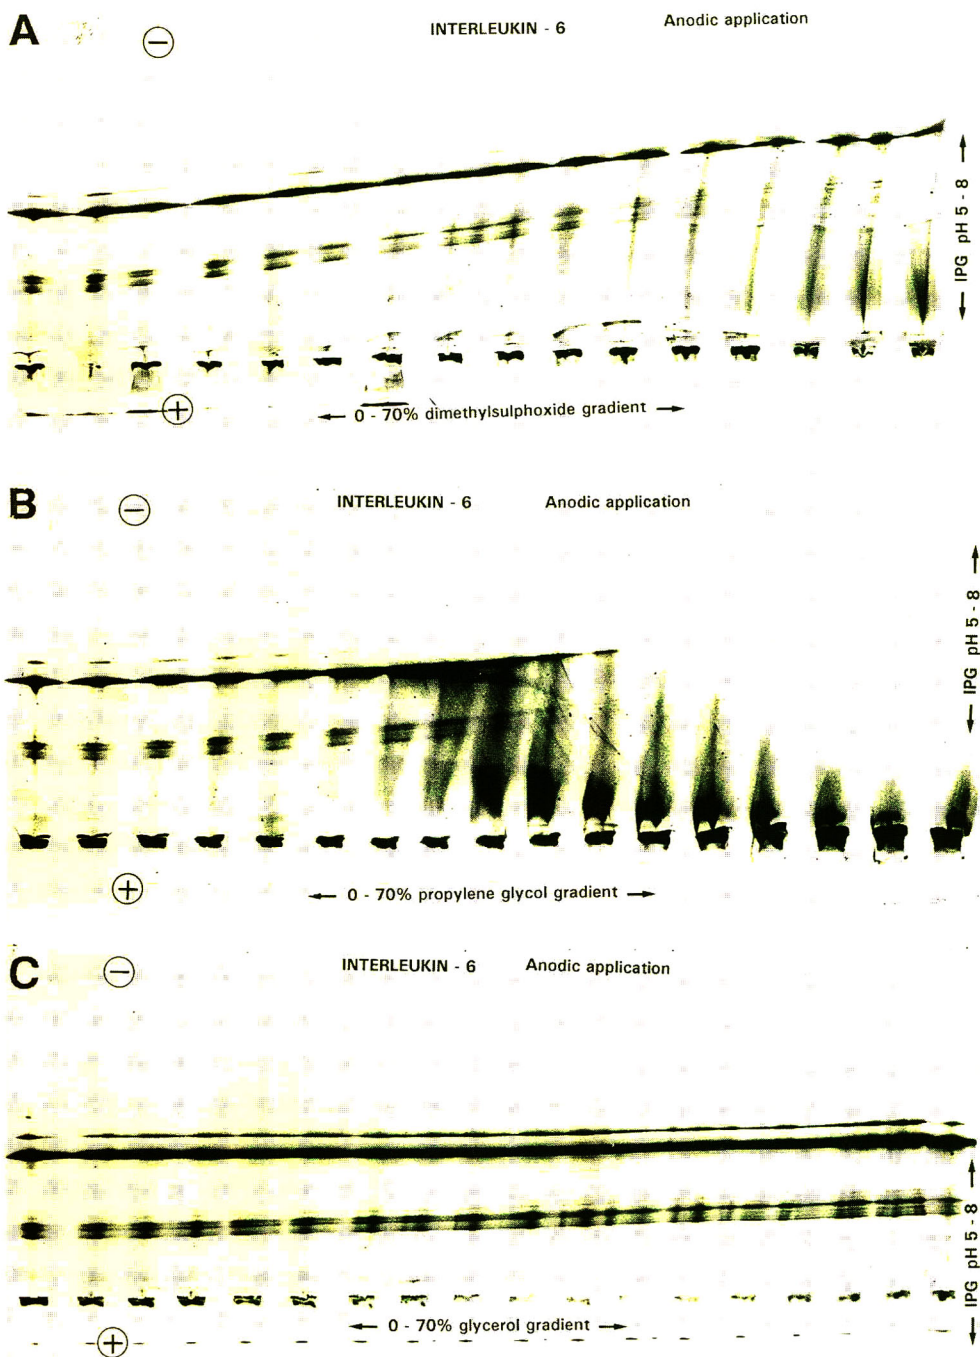 A
−
INTERLEUKIN - 6
Anodic application
← IPG pH 5 - 8 →
+
← 0 - 70% dimethylsulphoxide gradient →
B
−
INTERLEUKIN - 6
Anodic application
← IPG pH 5 - 8 →
+
← 0 - 70% propylene glycol gradient →
C
−
INTERLEUKIN - 6
Anodic application
← IPG pH 5 - 8 →
← 0 - 70% glycerol gradient →
+